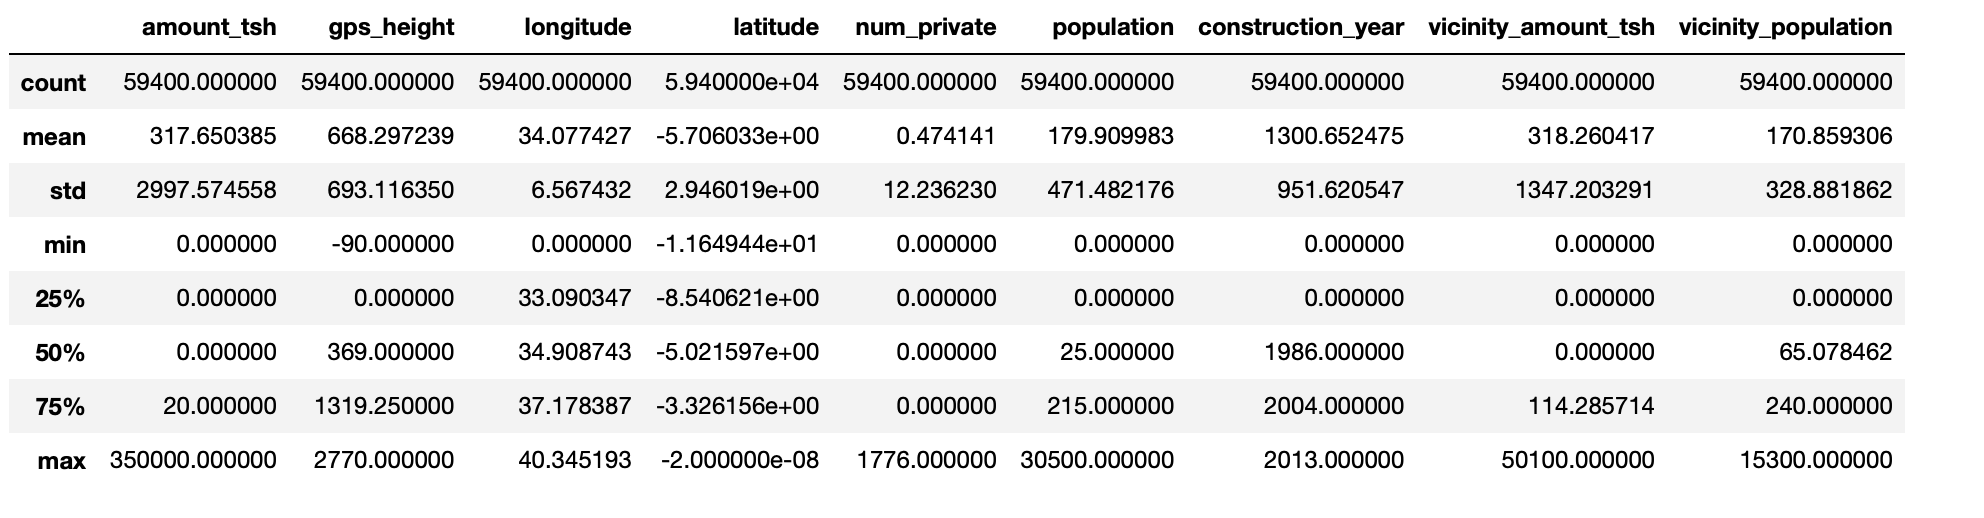 amount_tsh gps_height longitude latitude num_private population construction_year vicinity_amount_tsh vicinity_population
count 59400.000000 59400.000000 59400.000000 5.940000e+04 59400.000000 59400.000000 59400.000000 59400.000000 59400.000000
mean 317.650385 668.297239 34.077427 -5.706033e+00 0.474141 179.909983 1300.652475 318.260417 170.859306
std 2997.574558 693.116350 6.567432 2.946019e+00 12.236230 471.482176 951.620547 1347.203291 328.881862
min 0.000000 -90.000000 0.000000 -1.164944e+01 0.000000 0.000000 0.000000 0.000000 0.000000
25% 0.000000 0.000000 33.090347 -8.540621e+00 0.000000 0.000000 0.000000 0.000000 0.000000
50% 0.000000 369.000000 34.908743 -5.021597e+00 0.000000 25.000000 1986.000000 0.000000 65.078462
75% 20.000000 1319.250000 37.178387 -3.326156e+00 0.000000 215.000000 2004.000000 114.285714 240.000000
max 350000.000000 2770.000000 40.345193 -2.000000e-08 1776.000000 30500.000000 2013.000000 50100.000000 15300.000000